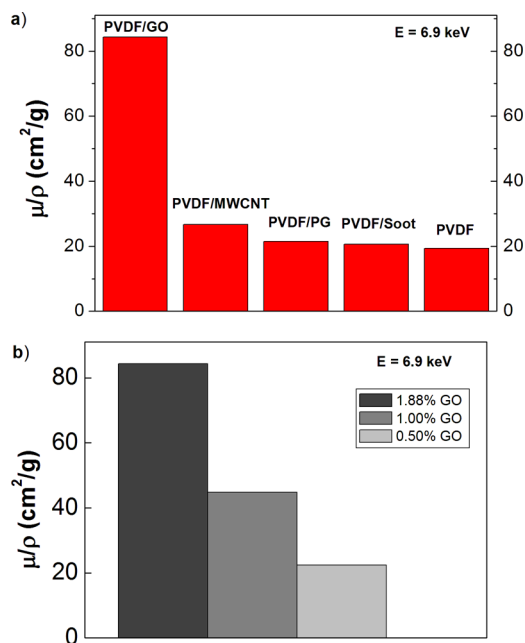 a)
PVDF/GO
E = 6.9 keV
PVDF/MWCNT
PVDF/PG
PVDF/Soot
PVDF
μ/ρ (cm²/g)
80
60
40
20
0
80
60
40
20
0
b)
E = 6.9 keV
1.88% GO
1.00% GO
0.50% GO
μ/ρ (cm²/g)
80
60
40
20
0